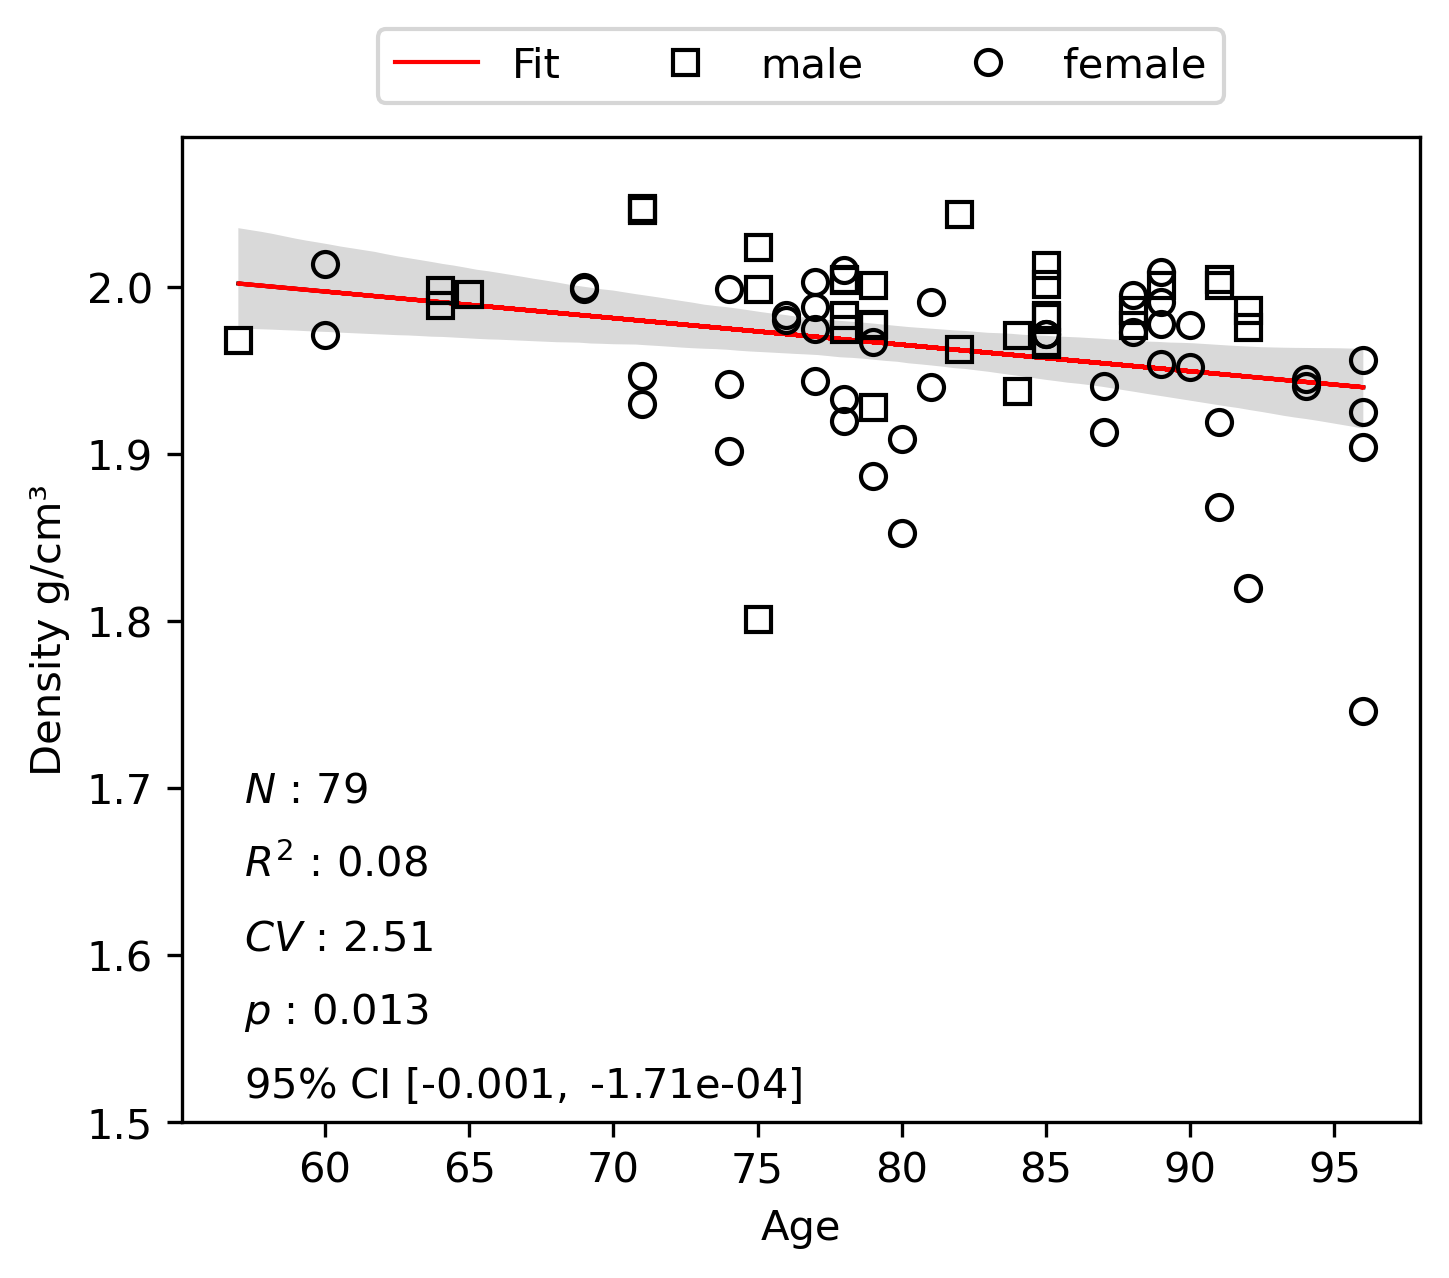 Fit male female
2.0
1.9
1.8
1.7
1.6
1.5
Density g/cm³
N : 79
R² : 0.08
CV : 2.51
p : 0.013
95% CI [-0.001, -1.71e-04]
60 65 70 75 80 85 90 95
Age